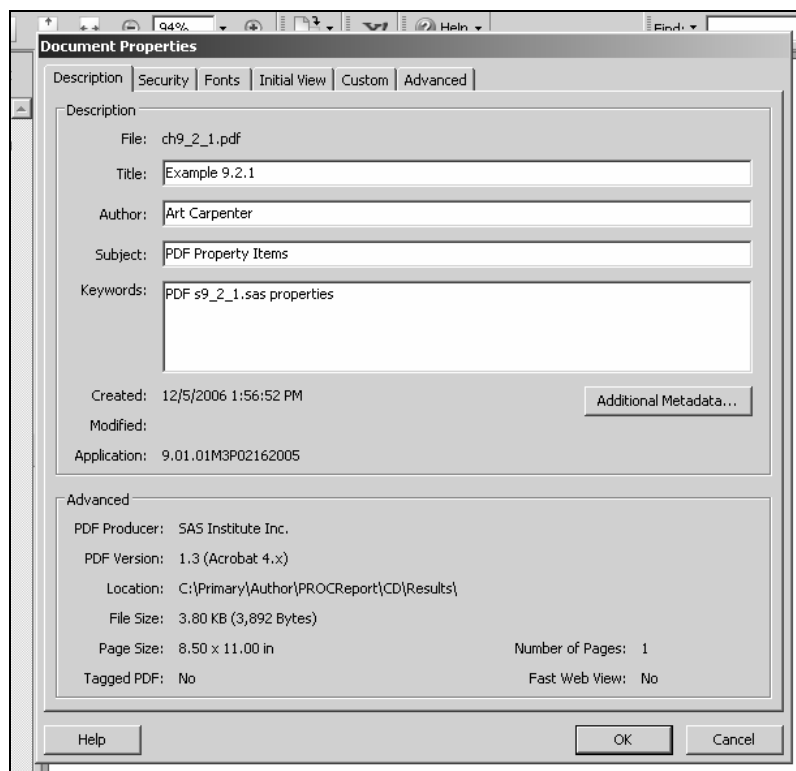 94% Help Find:
Document Properties
Description Security Fonts Initial View Custom Advanced
Description
File: ch9_2_1.pdf
Title: Example 9.2.1
Author: Art Carpenter
Subject: PDF Property Items
Keywords: PDF s9_2_1.sas properties
Created: 12/5/2006 1:56:52 PM
Additional Metadata...
Modified:
Application: 9.01.01M3P02162005
Advanced
PDF Producer: SAS Institute Inc.
PDF Version: 1.3 (Acrobat 4.x)
Location: C:\Primary\Author\PROCReport\CD\Results\
File Size: 3.80 KB (3,892 Bytes)
Page Size: 8.50 x 11.00 in Number of Pages: 1
Tagged PDF: No Fast Web View: No
Help OK Cancel